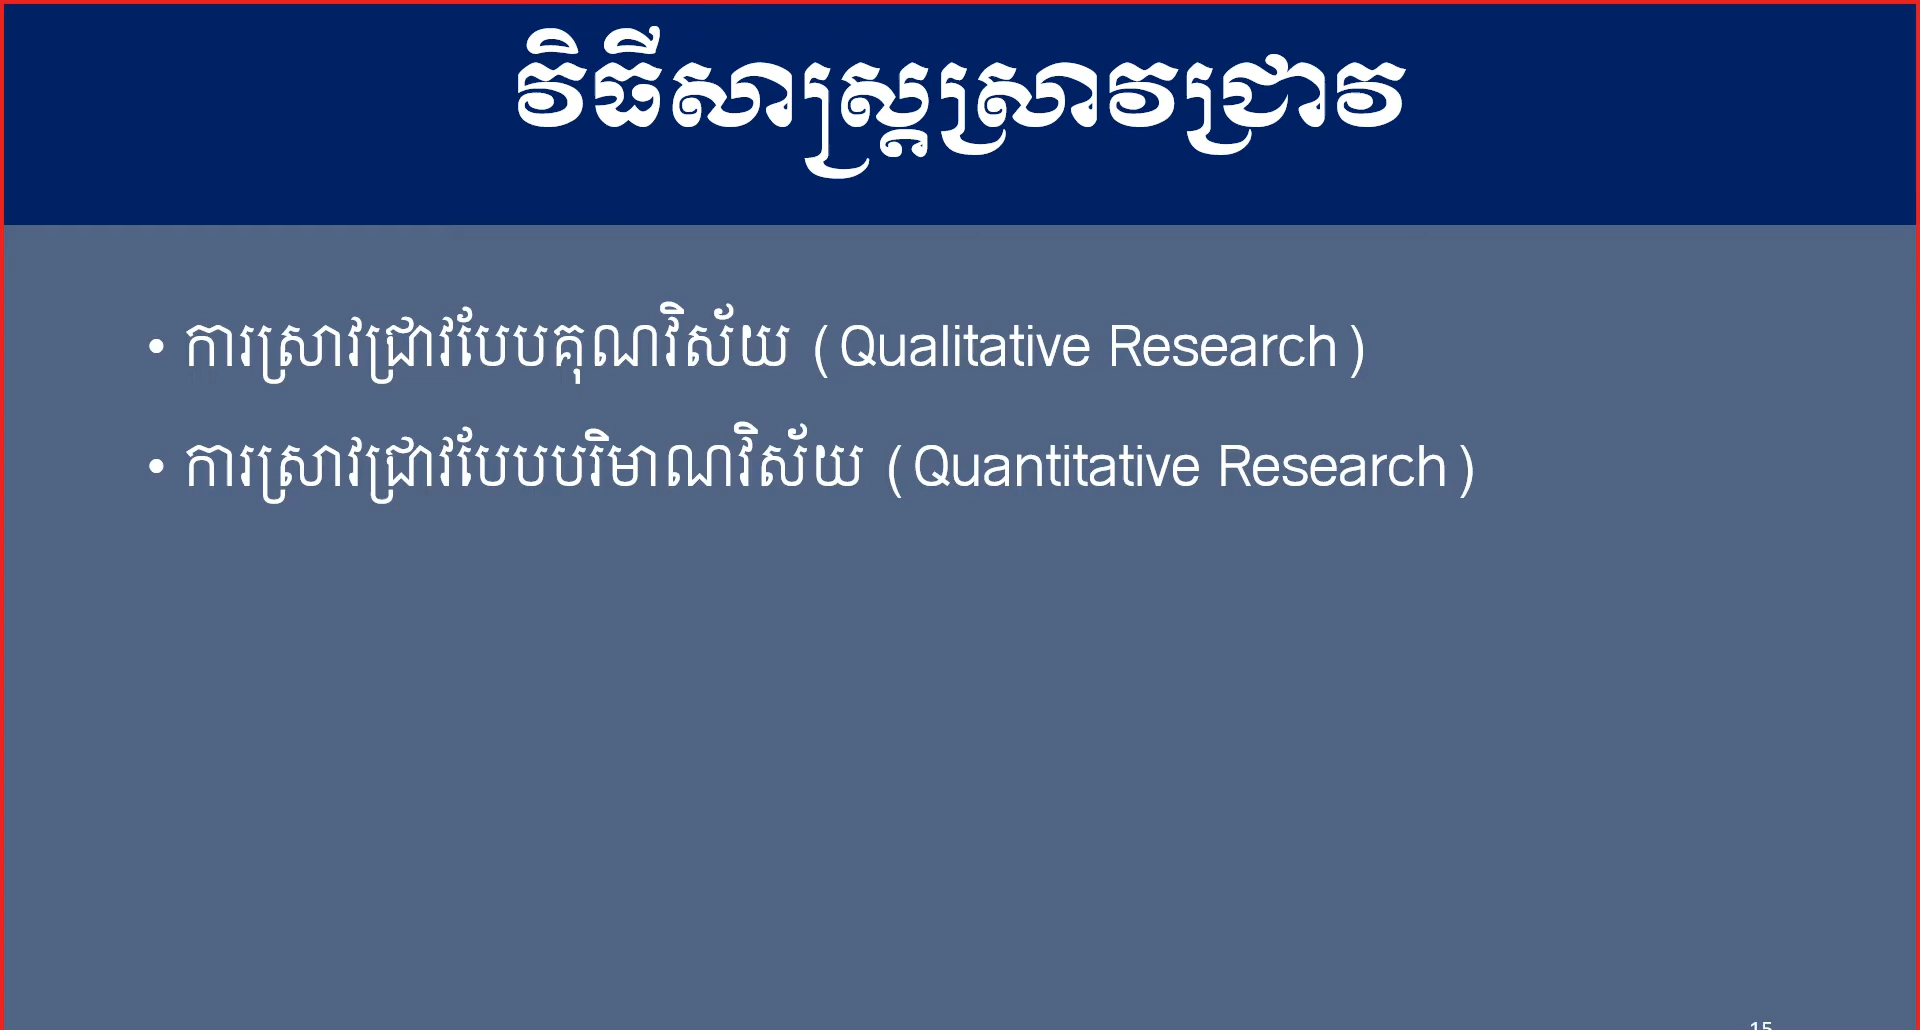 វិធីសាស្ត្រស្រាវជ្រាវ
• ការស្រាវជ្រាវបែបគុណវិស័យ (Qualitative Research)
• ការស្រាវជ្រាវបែបបរិមាណវិស័យ (Quantitative Research)
15